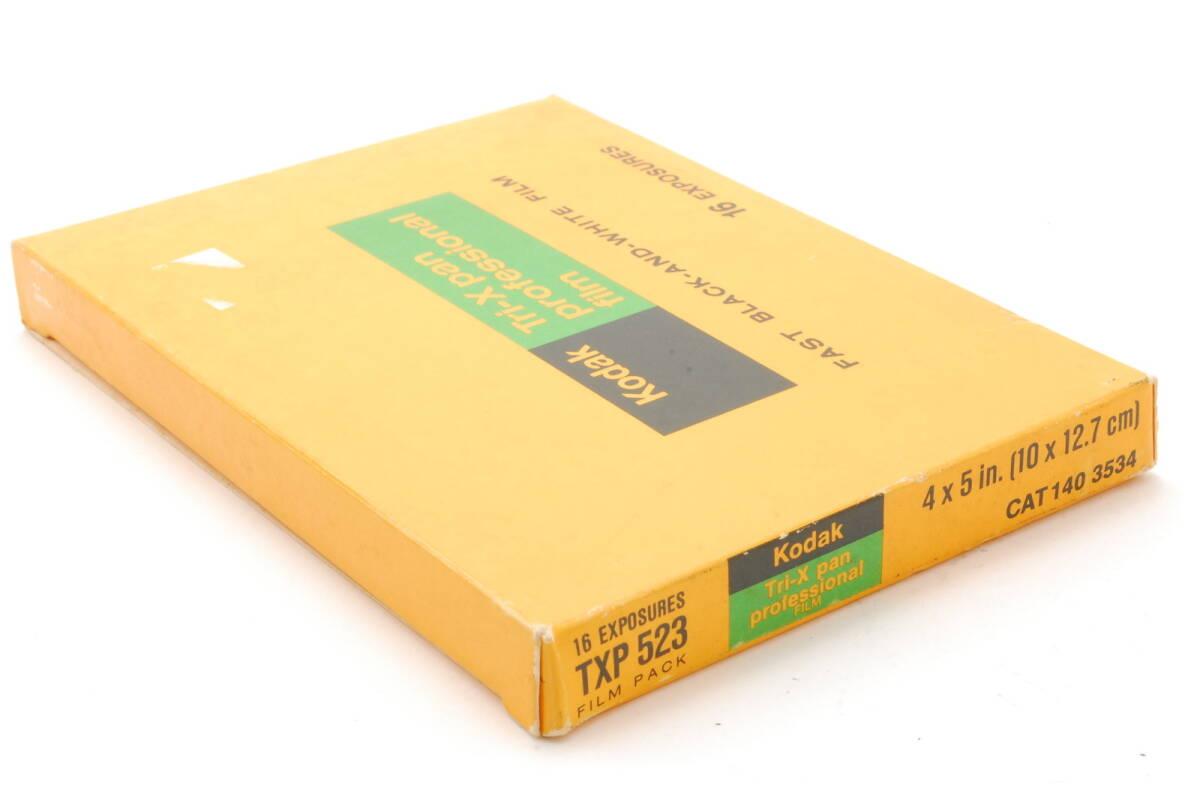 16 EXPOSURES
FAST BLACK-AND-WHITE FILM
Kodak
Tri-X pan
professional
film
16 EXPOSURES
TXP 523
FILM PACK
Kodak
Tri-X pan
professional
FILM
4 x 5 in. (10 x 12.7 cm)
CAT 140 3534